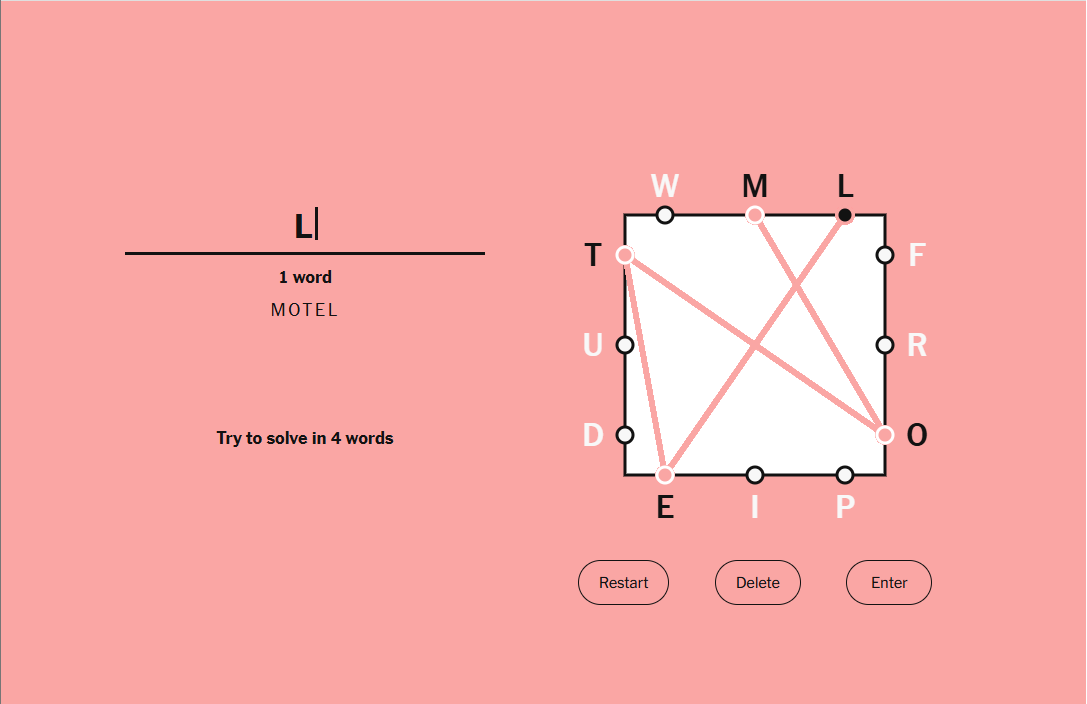 L
1 word
MOTEL
Try to solve in 4 words
W M L
T F
U R
D O
E I P
Restart Delete Enter